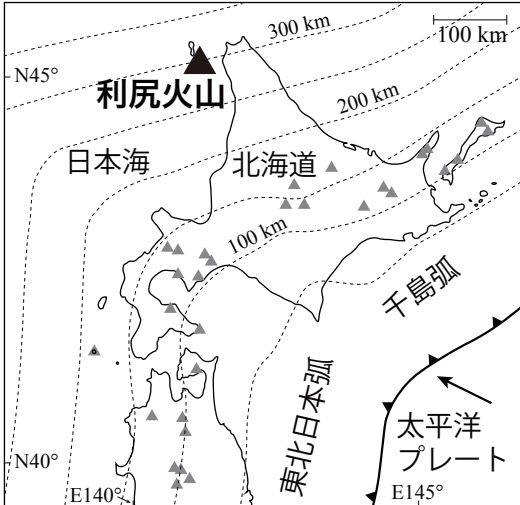 300 km
100 km
N45°
利尻火山
200 km
日本海
北海道
100 km
千島弧
東北日本弧
太平洋
プレート
N40°
E140°
E145°